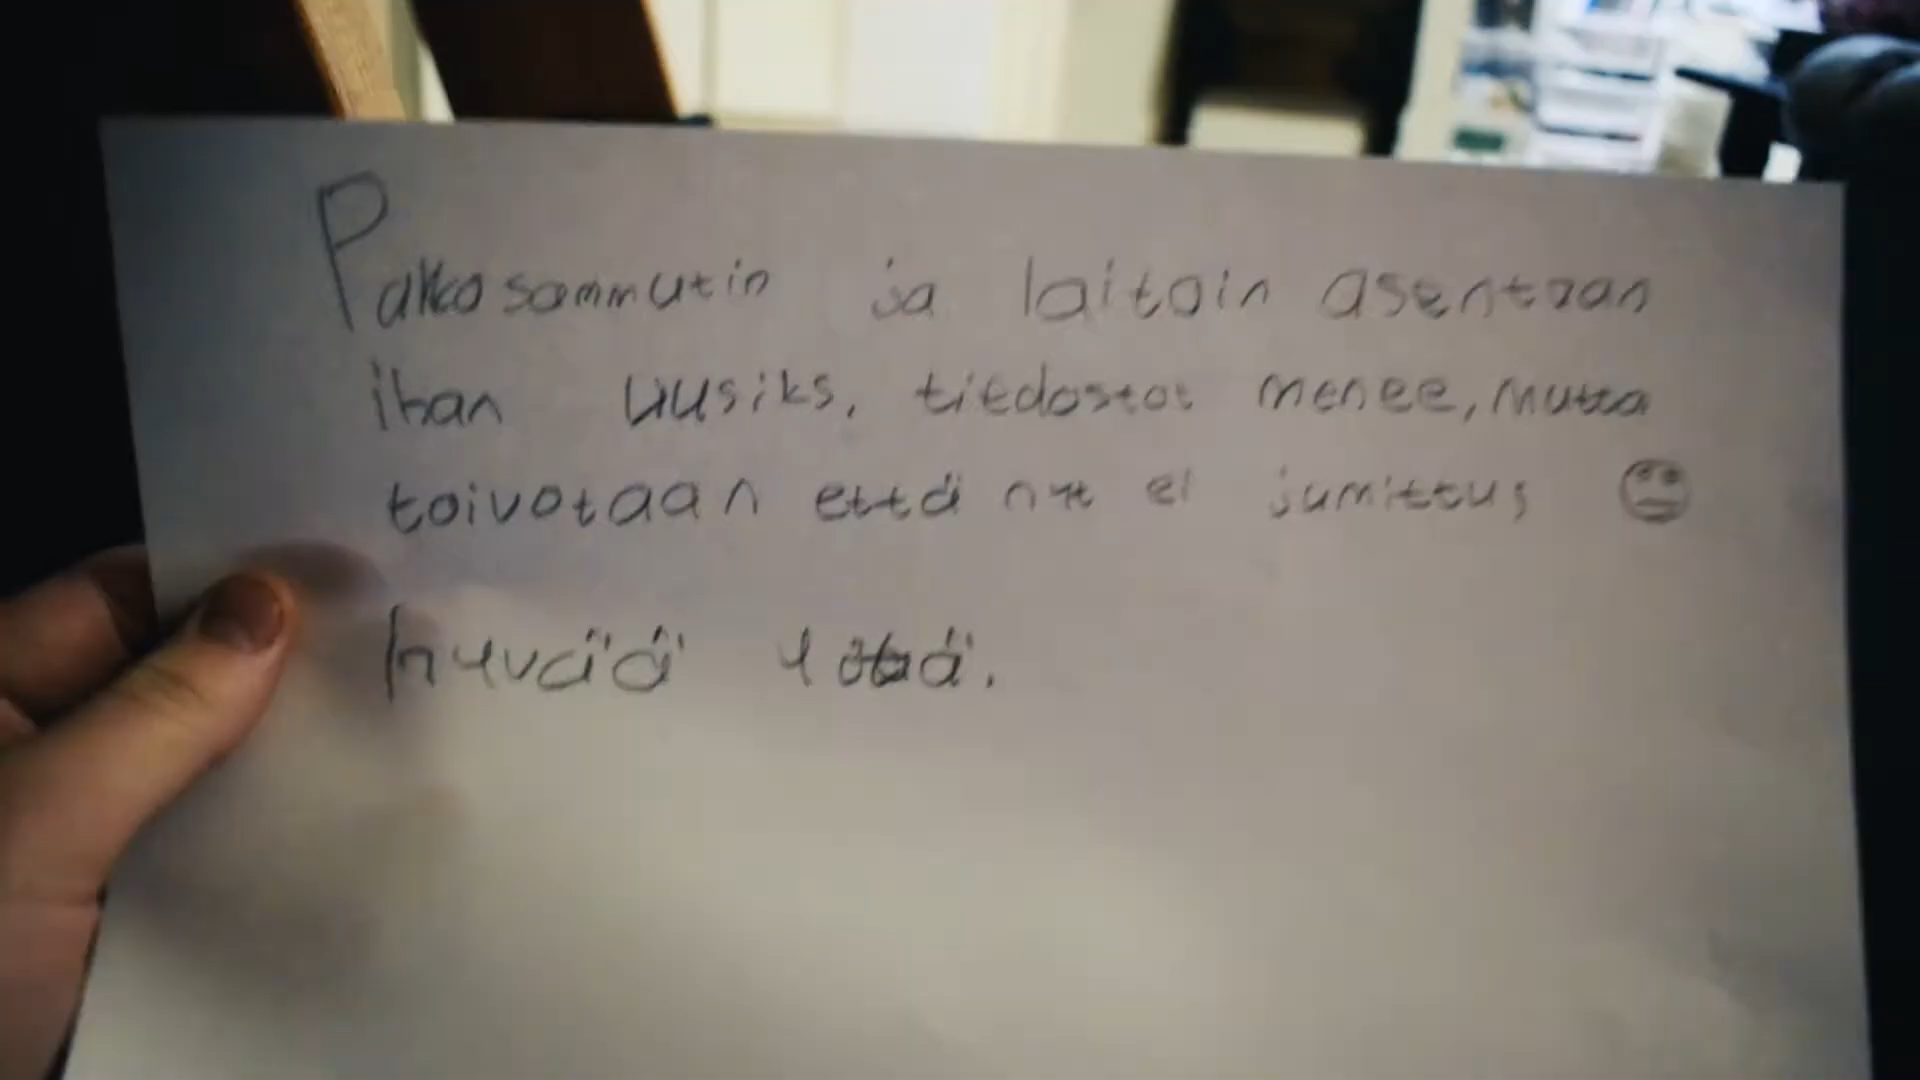 Pakkosammutin ja laitoin asentaan
ihan uusiks, tiedostot menee, mutta
toivotaan että nyt ei jumittus
hyvää yötä.